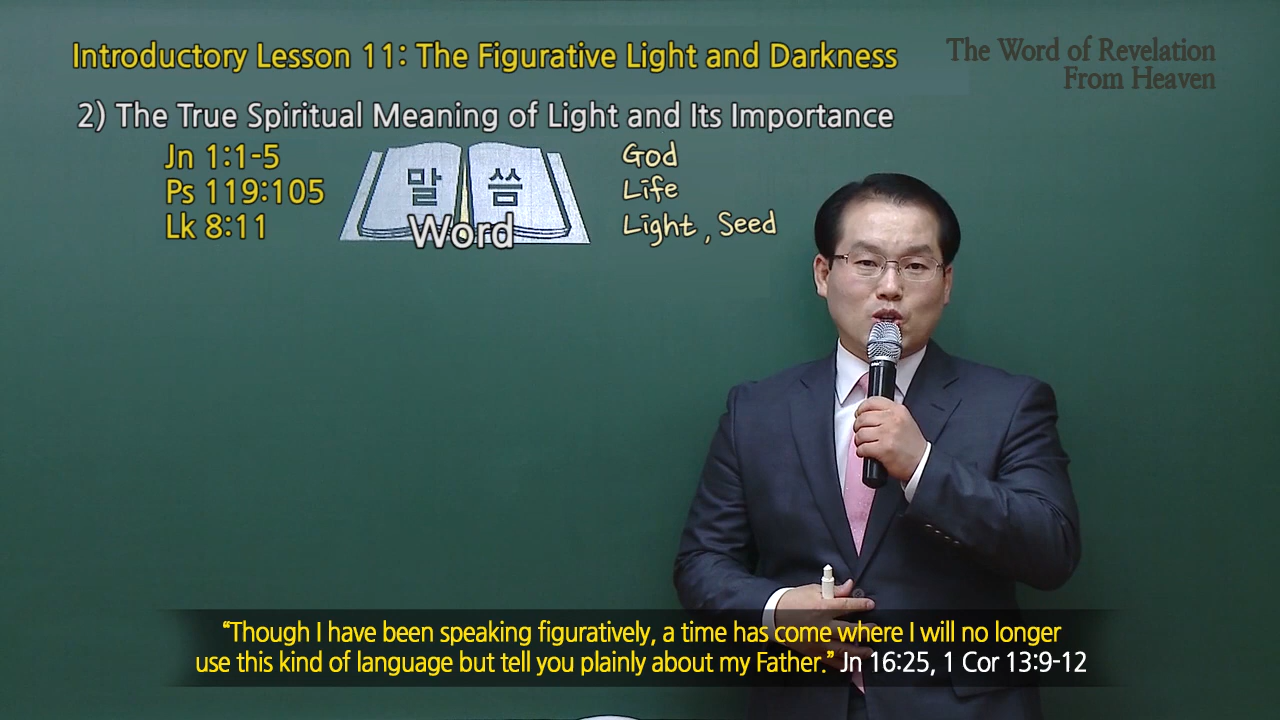 Introductory Lesson 11: The Figurative Light and Darkness
The Word of Revelation
From Heaven
2) The True Spiritual Meaning of Light and Its Importance
Jn 1:1-5
Ps 119:105
Lk 8:11
말 씀
Word
God
Life
Light , Seed
“Though I have been speaking figuratively, a time has come where I will no longer
use this kind of language but tell you plainly about my Father.” Jn 16:25, 1 Cor 13:9-12